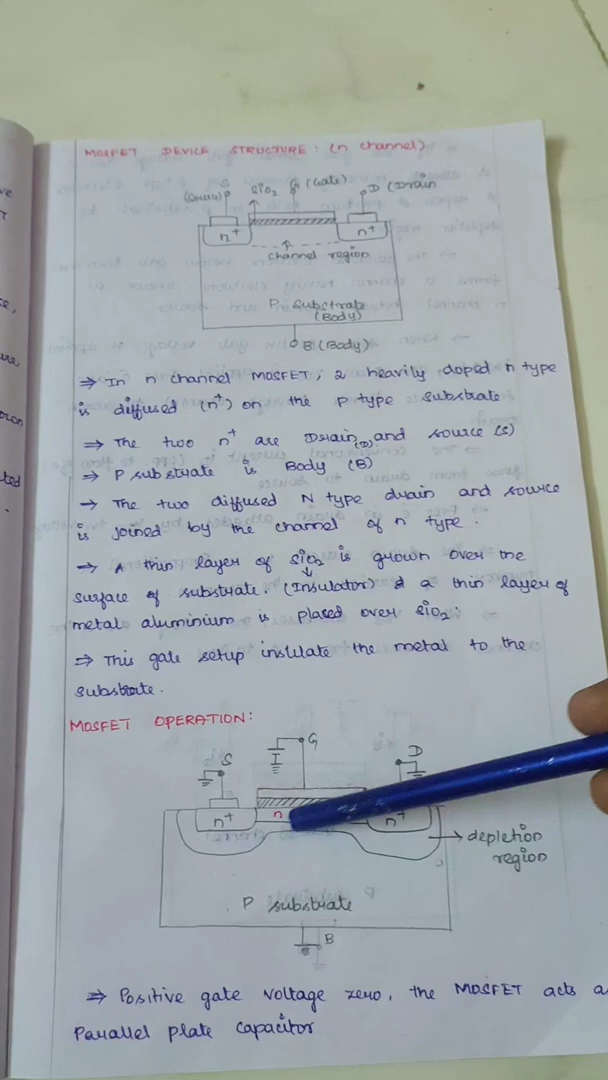 MOSFET DEVICE STRUCTURE: (n channel)
(Source) S SiO2 G (Gate) D (Drain
n+ n+
channel region
P substrate
(Body)
B (Body)
⇒ In n channel MOSFET, 2 heavily doped n type
is diffused (n+) on the P type substrate
⇒ The two n+ are Drain(D) and source (s)
⇒ P substrate is Body (B)
→ The two diffused N type drain and source
is joined by the channel of n type.
⇒ A thin layer of SiO2 is grown over the
surface of substrate. (Insulator) & a thin layer of
metal aluminium is plased over SiO2.
⇒ This gate setup insulate the metal to the
substrate.
MOSFET OPERATION:
S G D
n+ n n+
depletion
region
P substrate
B
⇒ Positive gate voltage zero, the MOSFET acts a
Parallel plate capacitor